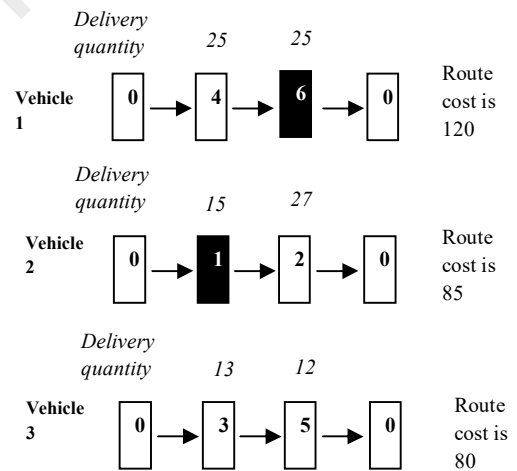 Delivery
quantity 25 25
Vehicle
1
0 4 6 0
Route
cost is
120
Delivery
quantity 15 27
Vehicle
2
0 1 2 0
Route
cost is
85
Delivery
quantity 13 12
Vehicle
3
0 3 5 0
Route
cost is
80